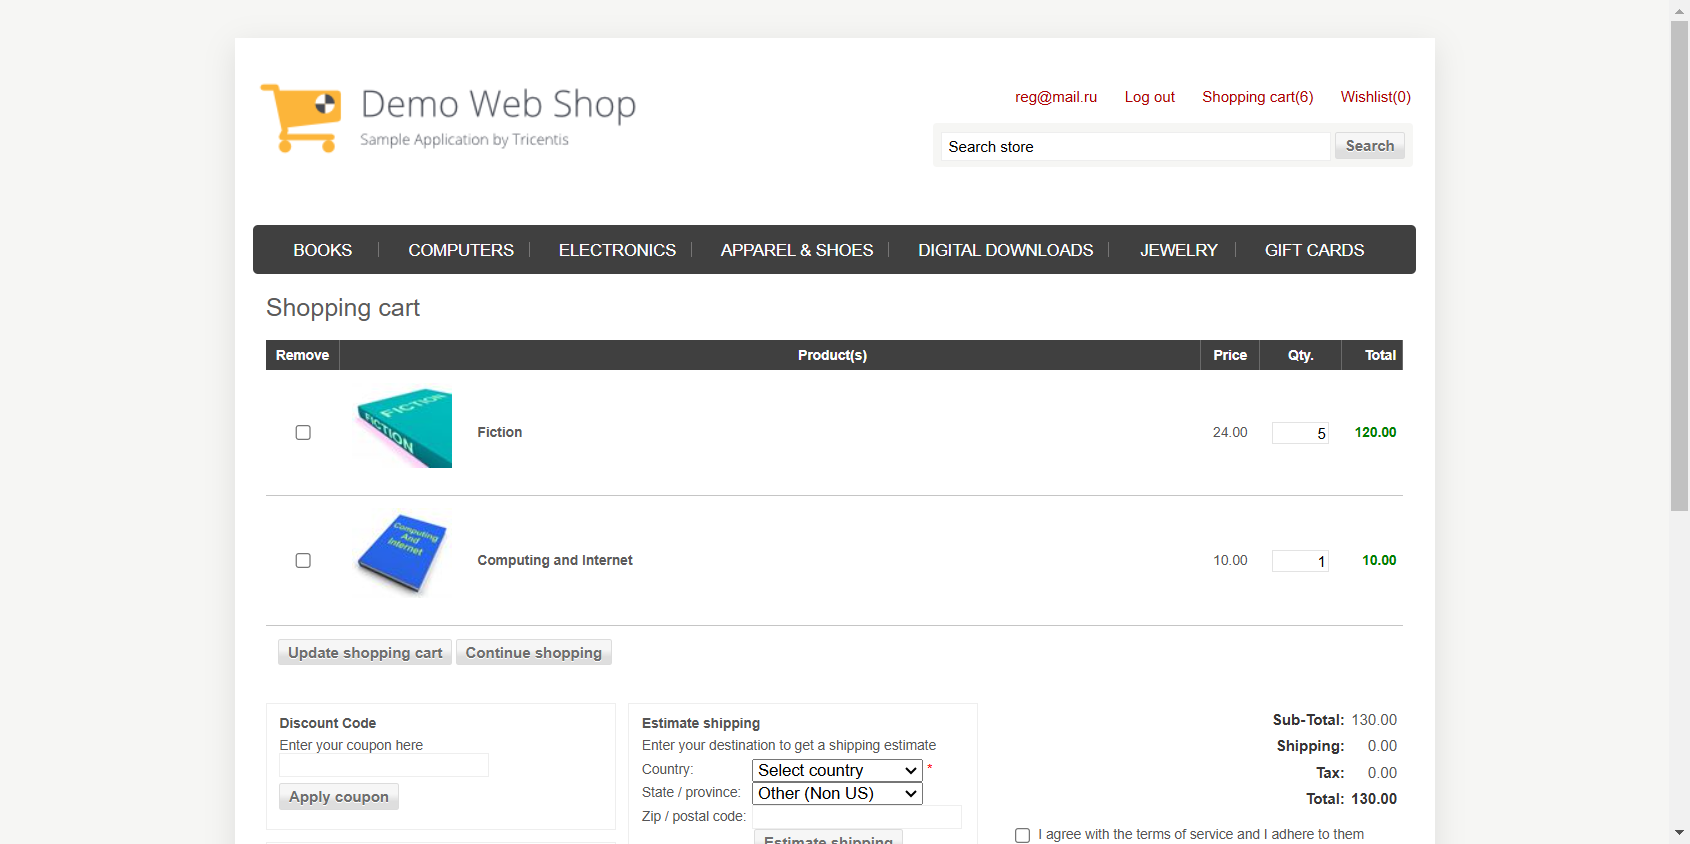 Demo Web Shop
Sample Application by Tricentis
reg@mail.ru Log out Shopping cart(6) Wishlist(0)
Search store Search
BOOKS COMPUTERS ELECTRONICS APPAREL & SHOES DIGITAL DOWNLOADS JEWELRY GIFT CARDS
Shopping cart
Remove Product(s) Price Qty. Total
FICTION
FICTION
Fiction 24.00 5 120.00
Computing
And
Internet
Computing and Internet 10.00 1 10.00
Update shopping cart Continue shopping
Discount Code
Enter your coupon here
Apply coupon
Estimate shipping
Enter your destination to get a shipping estimate
Country: Select country *
State / province: Other (Non US)
Zip / postal code:
Estimate shipping
Sub-Total: 130.00
Shipping: 0.00
Tax: 0.00
Total: 130.00
I agree with the terms of service and I adhere to them